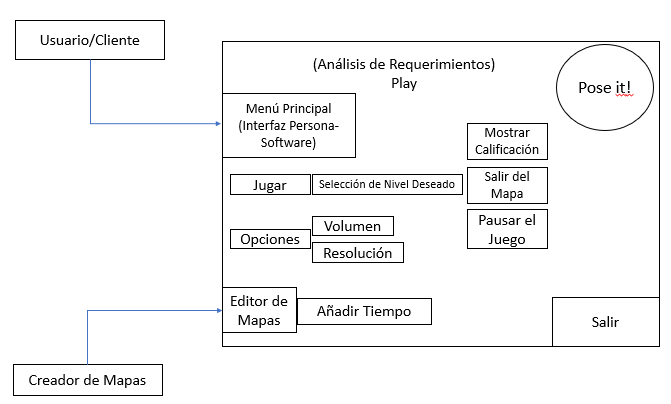 Usuario/Cliente
(Análisis de Requerimientos)
Play
Pose it!
Menú Principal
(Interfaz Persona-
Software)
Mostrar
Calificación
Jugar
Selección de Nivel Deseado
Salir del
Mapa
Opciones
Volumen
Resolución
Pausar el
Juego
Editor de
Mapas
Añadir Tiempo
Salir
Creador de Mapas